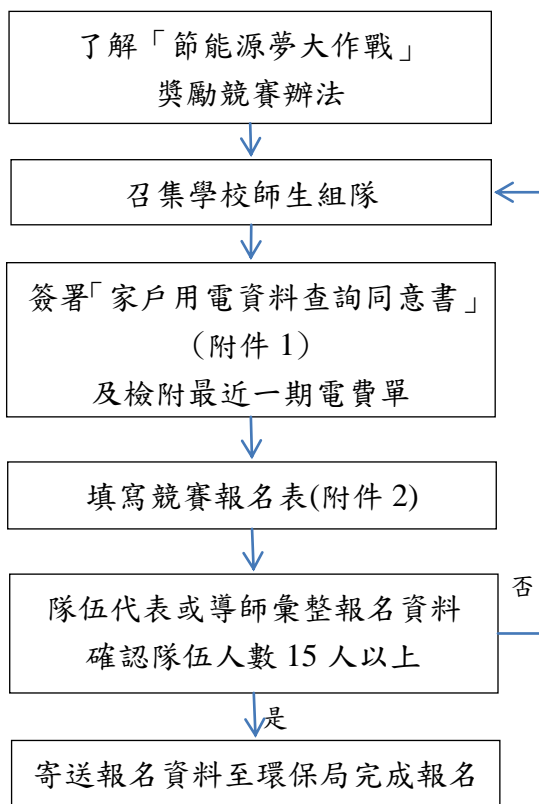 了解「節能源夢大作戰」
獎勵競賽辦法
召集學校師生組隊
簽署「家戶用電資料查詢同意書」
(附件 1)
及檢附最近一期電費單
填寫競賽報名表(附件 2)
隊伍代表或導師彙整報名資料
確認隊伍人數 15 人以上
否
是
寄送報名資料至環保局完成報名